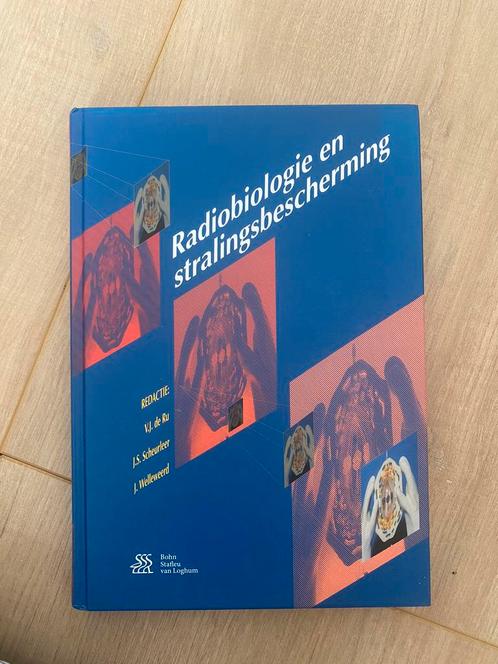 Radiobiologie en
stralingsbescherming
REDACTIE:
V.J. de Ru
J.S. Scheurleer
J. Welleweerd
Bohn
Stafleu
van Loghum